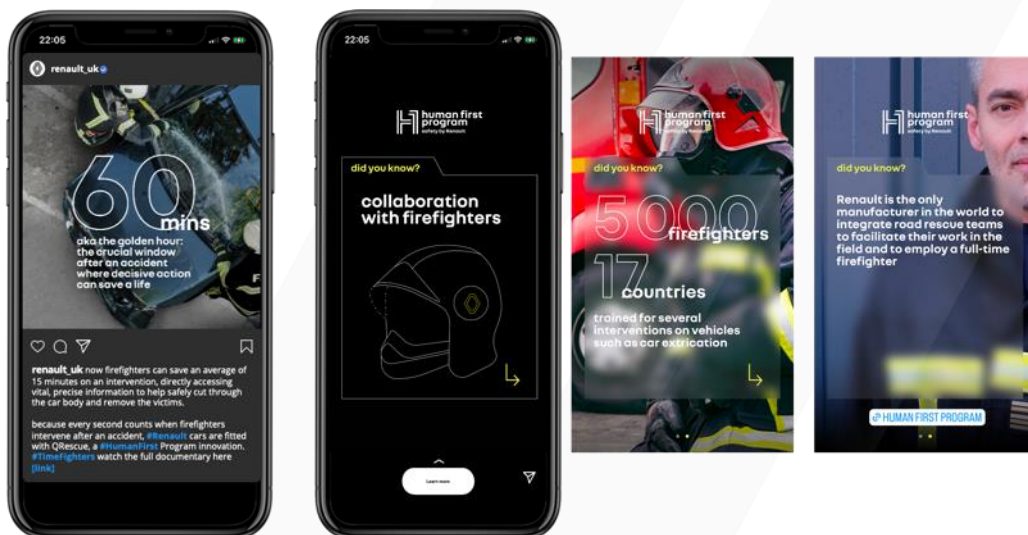 22:05
renault_uk
60
mins
aka the golden hour:
the crucial window
after an accident
where decisive action
can save a life
renault_uk now firefighters can save an average of
15 minutes on an intervention, directly accessing
vital, precise information to help safely cut through
the car body and remove the victims.
because every second counts when firefighters
intervene after an accident, #Renault cars are fitted
with QRescue, a #HumanFirst Program innovation.
#TimeFighters watch the full documentary here
[link]
22:05
human first
program
safety by Renault
did you know?
collaboration
with firefighters
Learn more
human first
program
safety by Renault
did you know?
5 000
firefighters
17
countries
trained for several
interventions on vehicles
such as car extrication
human first
program
safety by Renault
did you know?
Renault is the only
manufacturer in the world to
integrate road rescue teams
to facilitate their work in the
field and to employ a full-time
firefighter
HUMAN FIRST PROGRAM